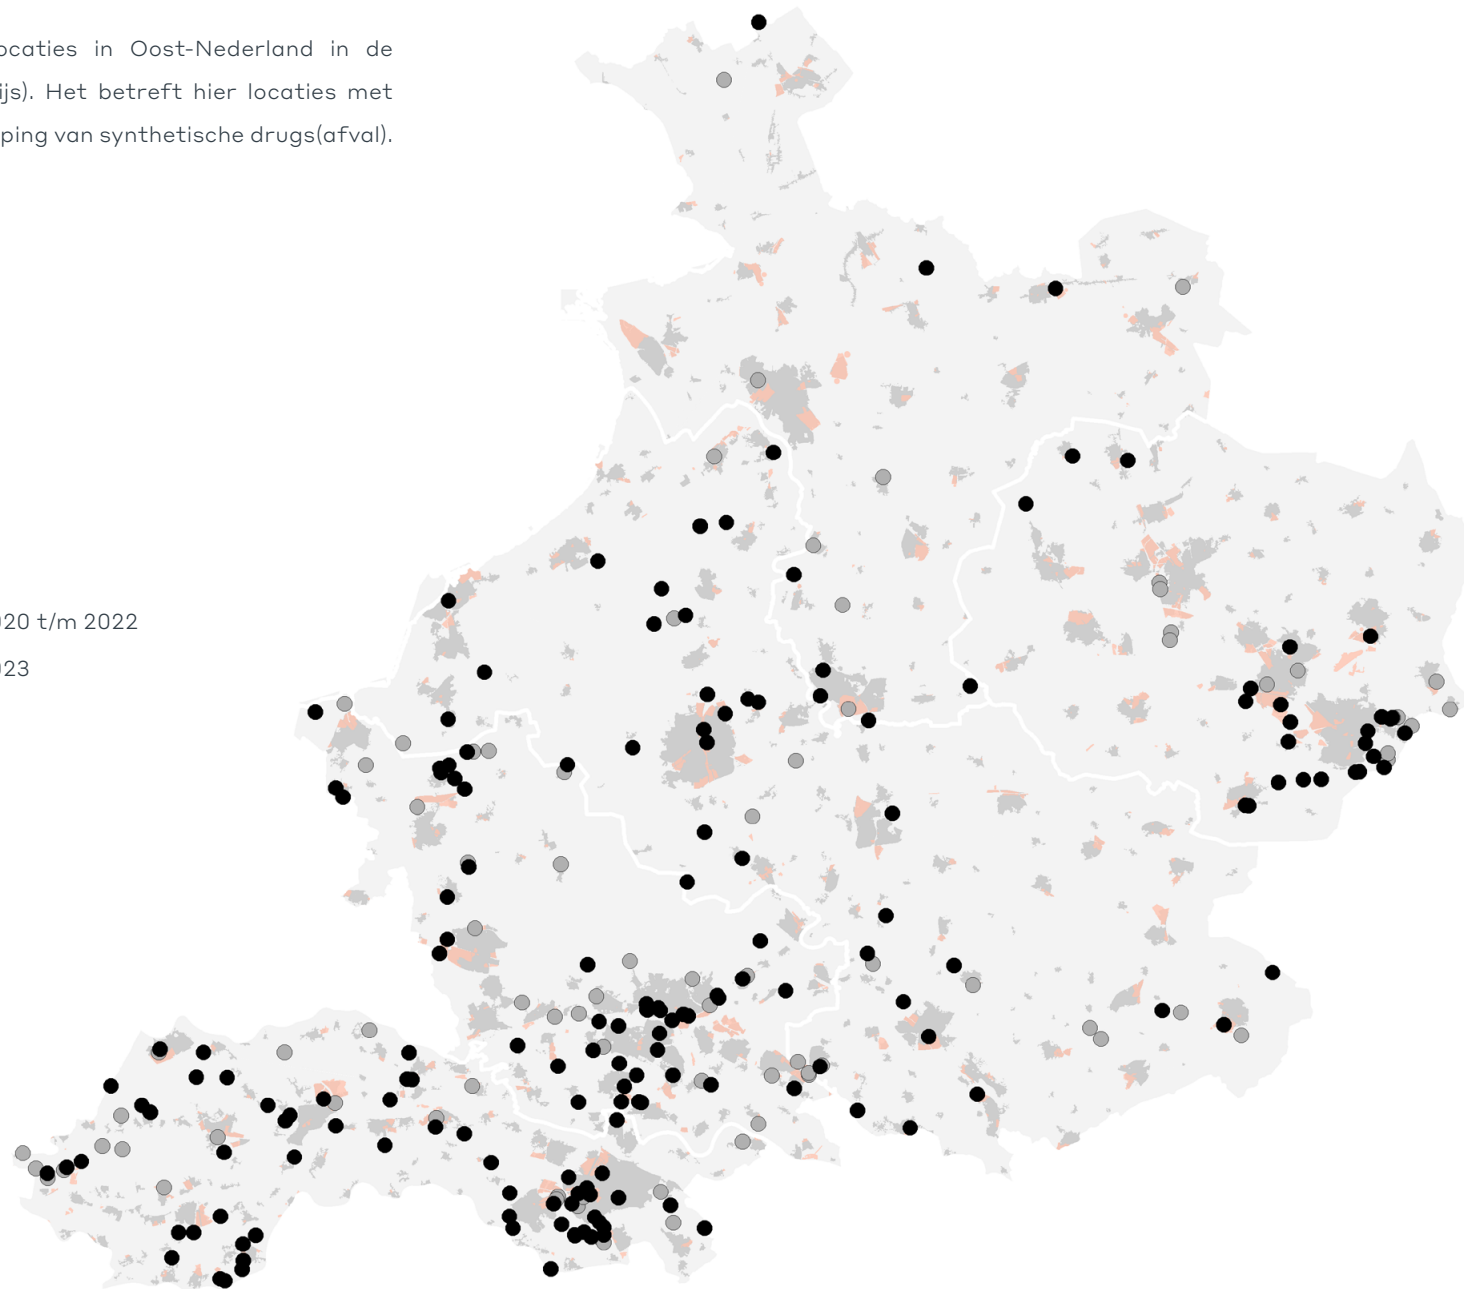 ocaties in Oost-Nederland in de
ijs). Het betreft hier locaties met
ping van synthetische drugs(afval).
20 t/m 2022
23